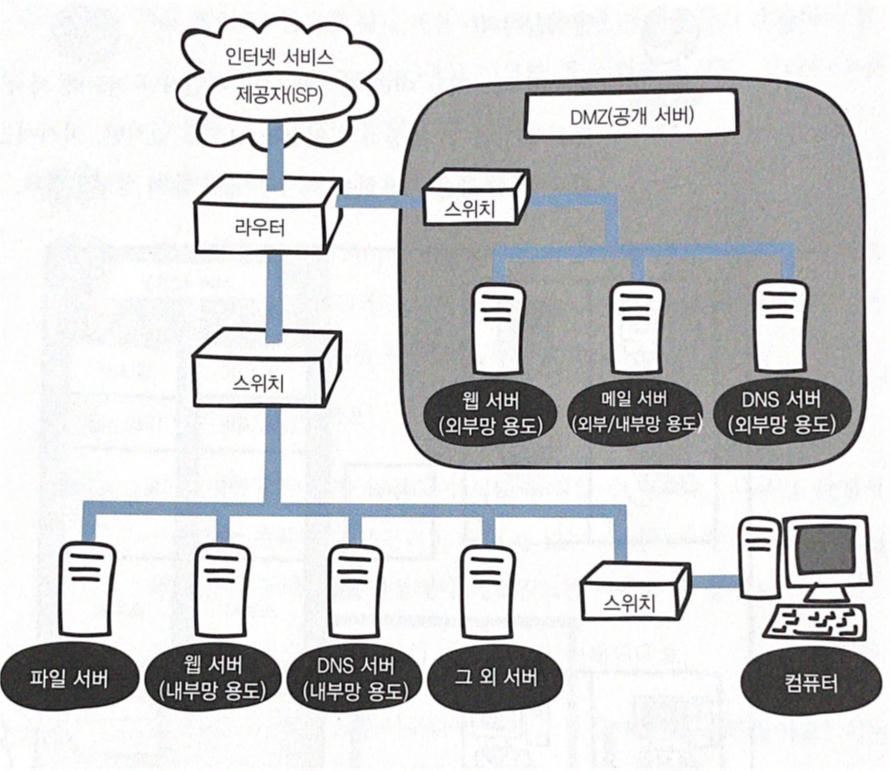 인터넷 서비스
제공자(ISP)
DMZ(공개 서버)
라우터
스위치
스위치
웹 서버
(외부망 용도)
메일 서버
(외부/내부망 용도)
DNS 서버
(외부망 용도)
스위치
파일 서버
웹 서버
(내부망 용도)
DNS 서버
(내부망 용도)
그 외 서버
컴퓨터